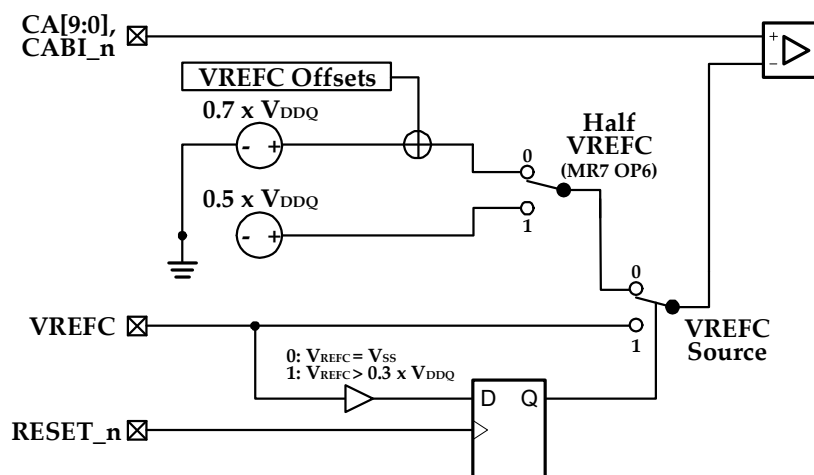 CA[9:0],
CABI_n
+
−
VREFC Offsets
0.7 x VDDQ
- +
Half
VREFC
(MR7 OP6)
0
1
0.5 x VDDQ
- +
0
1
VREFC
VREFC
Source
0: VREFC = VSS
1: VREFC > 0.3 x VDDQ
D Q
RESET_n